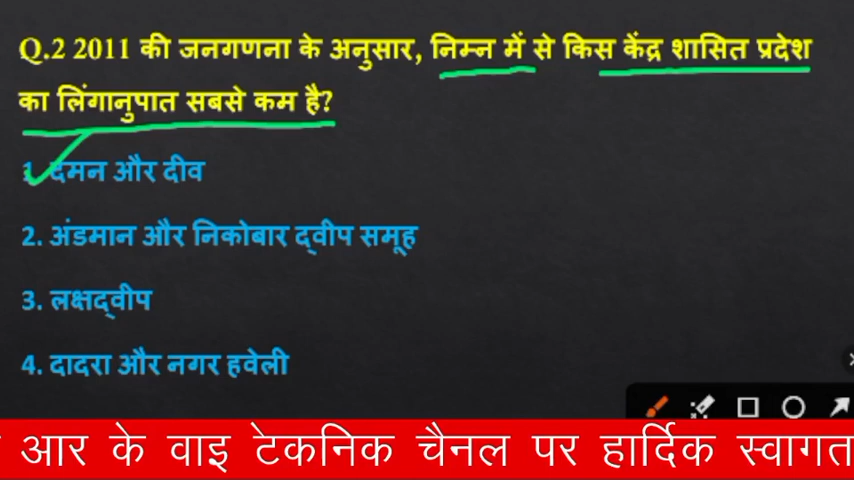 Q.2 2011 की जनगणना के अनुसार, निम्न में से किस केंद्र शासित प्रदेश
का लिंगानुपात सबसे कम है?
1. दमन और दीव
2. अंडमान और निकोबार द्वीप समूह
3. लक्षद्वीप
4. दादरा और नगर हवेली
आर के वाइ टेकनिक चैनल पर हार्दिक स्वागत